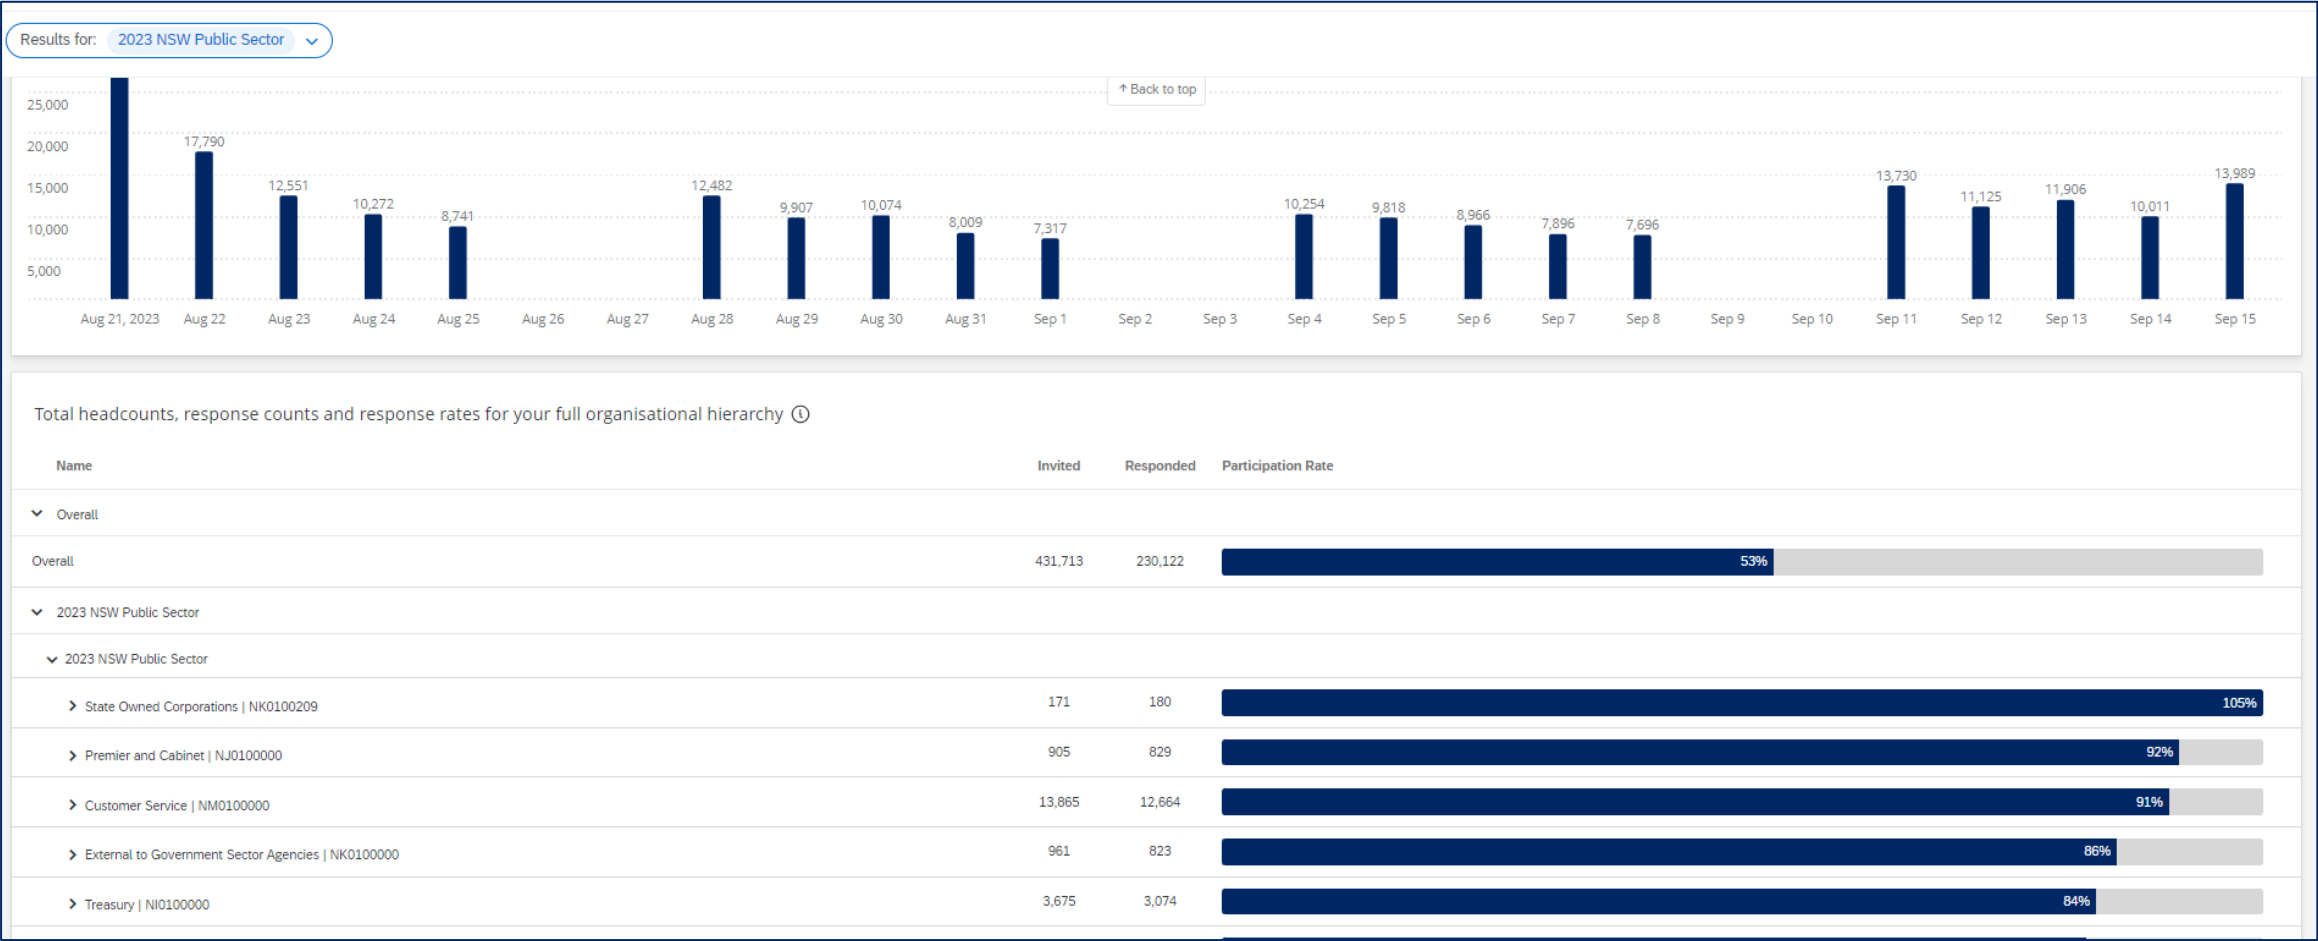 Results for: 2023 NSW Public Sector
↑ Back to top
25,000
20,000
15,000
10,000
5,000
17,790
12,551
10,272
8,741
12,482
9,907
10,074
8,009
7,317
10,254
9,818
8,966
7,896
7,696
13,730
11,125
11,906
10,011
13,989
Aug 21, 2023 Aug 22 Aug 23 Aug 24 Aug 25 Aug 26 Aug 27 Aug 28 Aug 29 Aug 30 Aug 31 Sep 1 Sep 2 Sep 3 Sep 4 Sep 5 Sep 6 Sep 7 Sep 8 Sep 9 Sep 10 Sep 11 Sep 12 Sep 13 Sep 14 Sep 15
Total headcounts, response counts and response rates for your full organisational hierarchy
Name Invited Responded Participation Rate
Overall
Overall 431,713 230,122 53%
2023 NSW Public Sector
2023 NSW Public Sector
State Owned Corporations | NK0100209 171 180 105%
Premier and Cabinet | NJ0100000 905 829 92%
Customer Service | NM0100000 13,865 12,664 91%
External to Government Sector Agencies | NK0100000 961 823 86%
Treasury | NI0100000 3,675 3,074 84%